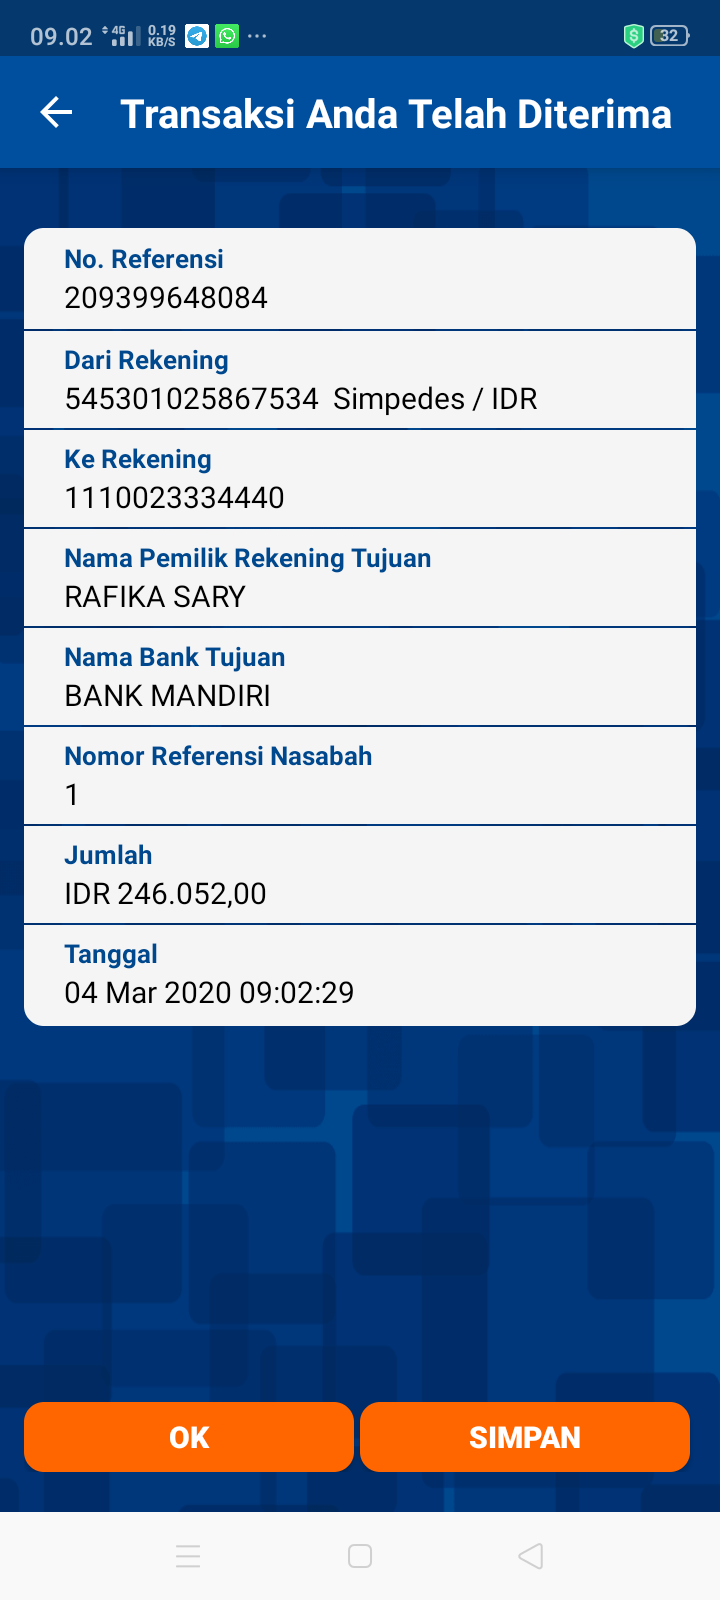 09.02 4G 0.19 KB/S 32
Transaksi Anda Telah Diterima
No. Referensi
209399648084
Dari Rekening
545301025867534 Simpedes / IDR
Ke Rekening
1110023334440
Nama Pemilik Rekening Tujuan
RAFIKA SARY
Nama Bank Tujuan
BANK MANDIRI
Nomor Referensi Nasabah
1
Jumlah
IDR 246.052,00
Tanggal
04 Mar 2020 09:02:29
OK SIMPAN